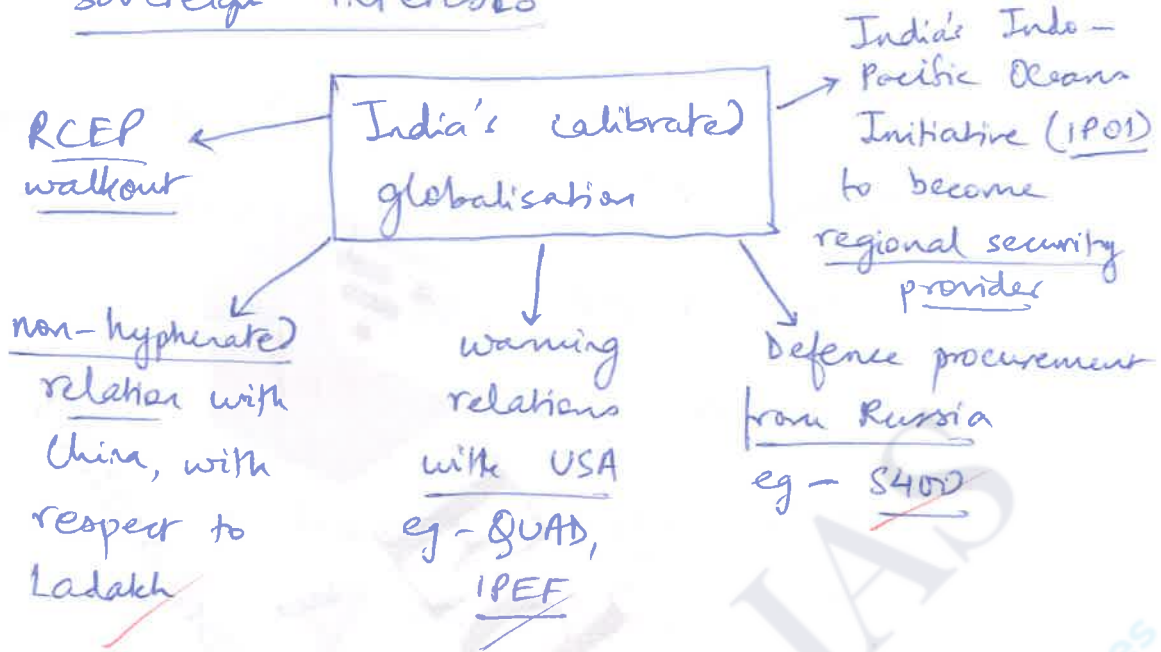 sovereign interests
India's calibrated
globalisation
RCEP
walkout
India's Indo-
Pacific Oceans
Initiative (IPOI)
to become
regional security
provider
non-hyphenated
relation with
China, with
respect to
Ladakh
warming
relations
with USA
eg - QUAD,
IPEF
Defence procurement
from Russia
eg - S400
IAS